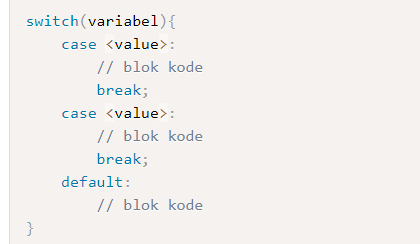 switch(variabel){
    case <value>:
        // blok kode
        break;
    case <value>:
        // blok kode
        break;
    default:
        // blok kode
}